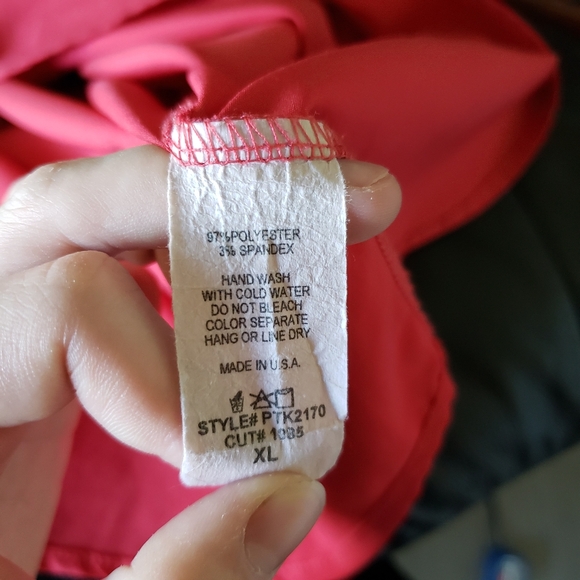 97%POLYESTER
3% SPANDEX
HAND WASH
WITH COLD WATER
DO NOT BLEACH
COLOR SEPARATE
HANG OR LINE DRY
MADE IN U.S.A.
STYLE# PTK2170
CUT# 1085
XL